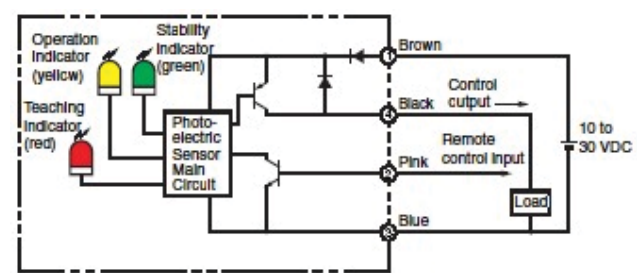 Operation
Indicator
(yellow)
Stability
Indicator
(green)
Teaching
Indicator
(red)
Photo-
electric
Sensor
Main
Circuit
1
Brown
4
Black
Control
output
Remote
control input
2
Pink
3
Blue
Load
10 to
30 VDC